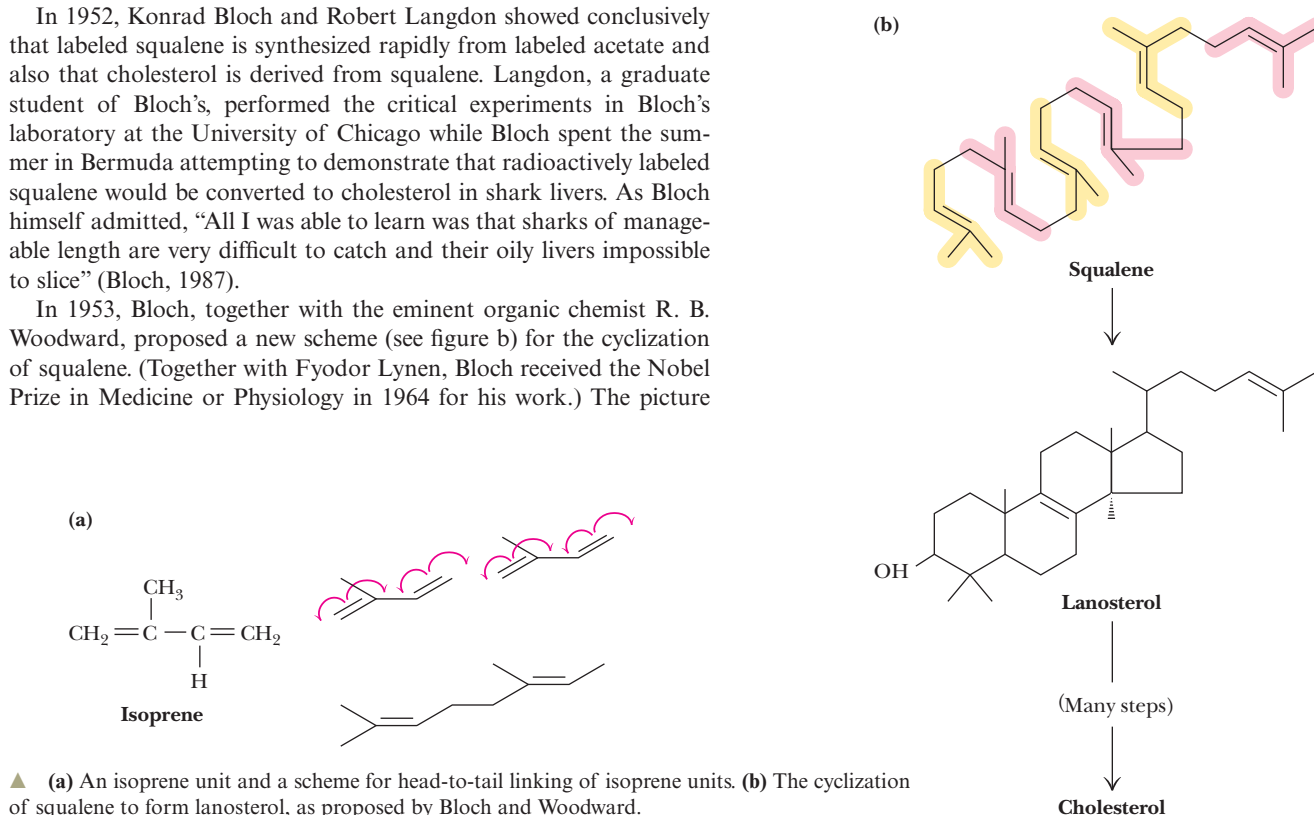 In 1952, Konrad Bloch and Robert Langdon showed conclusively
that labeled squalene is synthesized rapidly from labeled acetate and
also that cholesterol is derived from squalene. Langdon, a graduate
student of Bloch's, performed the critical experiments in Bloch's
laboratory at the University of Chicago while Bloch spent the sum-
mer in Bermuda attempting to demonstrate that radioactively labeled
squalene would be converted to cholesterol in shark livers. As Bloch
himself admitted, “All I was able to learn was that sharks of manage-
able length are very difficult to catch and their oily livers impossible
to slice” (Bloch, 1987).
In 1953, Bloch, together with the eminent organic chemist R. B.
Woodward, proposed a new scheme (see figure b) for the cyclization
of squalene. (Together with Fyodor Lynen, Bloch received the Nobel
Prize in Medicine or Physiology in 1964 for his work.) The picture
(a)
CH₃
CH₂=C—C=CH₂
H
Isoprene
▲ (a) An isoprene unit and a scheme for head-to-tail linking of isoprene units. (b) The cyclization
of squalene to form lanosterol, as proposed by Bloch and Woodward.
(b)
Squalene
OH
Lanosterol
(Many steps)
Cholesterol